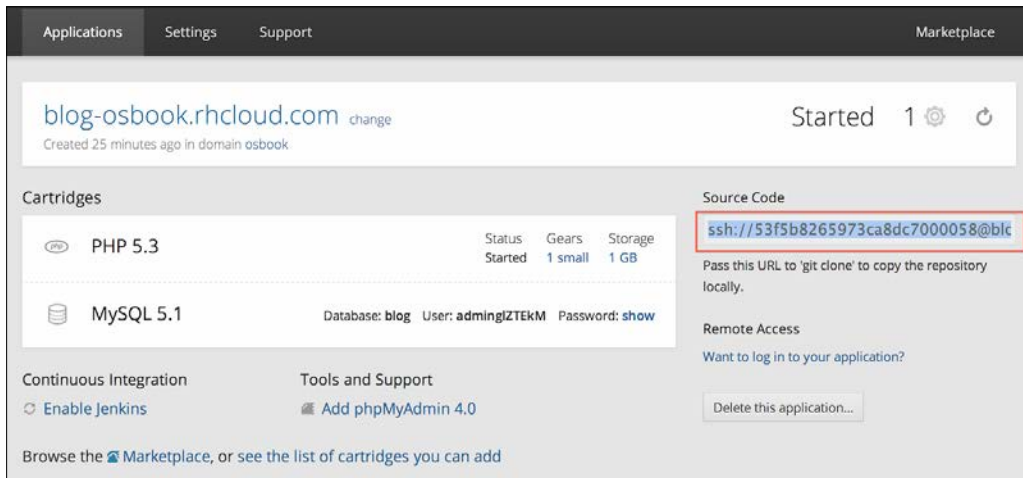 Applications Settings Support Marketplace
blog-osbook.rhcloud.com change
Started 1
Created 25 minutes ago in domain osbook
Cartridges
php PHP 5.3
Status Gears Storage
Started 1 small 1 GB
MySQL 5.1
Database: blog User: adminglZTEkM Password: show
Source Code
ssh://53f5b8265973ca8dc7000058@blc
Pass this URL to 'git clone' to copy the repository
locally.
Remote Access
Want to log in to your application?
Delete this application...
Continuous Integration
Enable Jenkins
Tools and Support
Add phpMyAdmin 4.0
Browse the Marketplace, or see the list of cartridges you can add